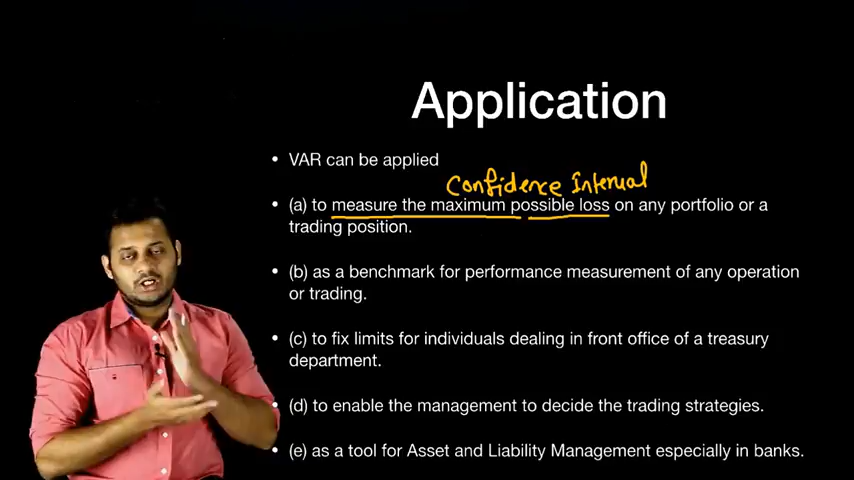 Application
• VAR can be applied
Confidence Interval
• (a) to measure the maximum possible loss on any portfolio or a
trading position.
• (b) as a benchmark for performance measurement of any operation
or trading.
• (c) to fix limits for individuals dealing in front office of a treasury
department.
• (d) to enable the management to decide the trading strategies.
• (e) as a tool for Asset and Liability Management especially in banks.